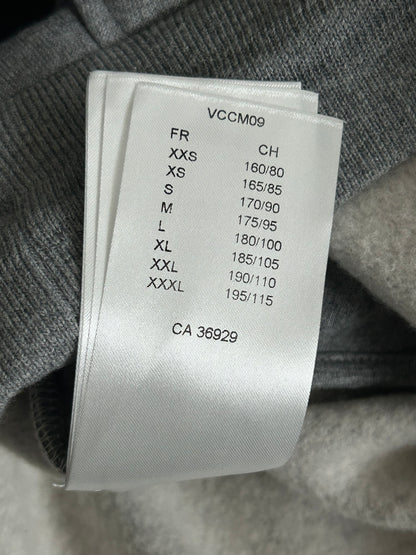 VCCM09
FR CH
XXS 160/80
XS 165/85
S 170/90
M 175/95
L 180/100
XL 185/105
XXL 190/110
XXXL 195/115
CA 36929